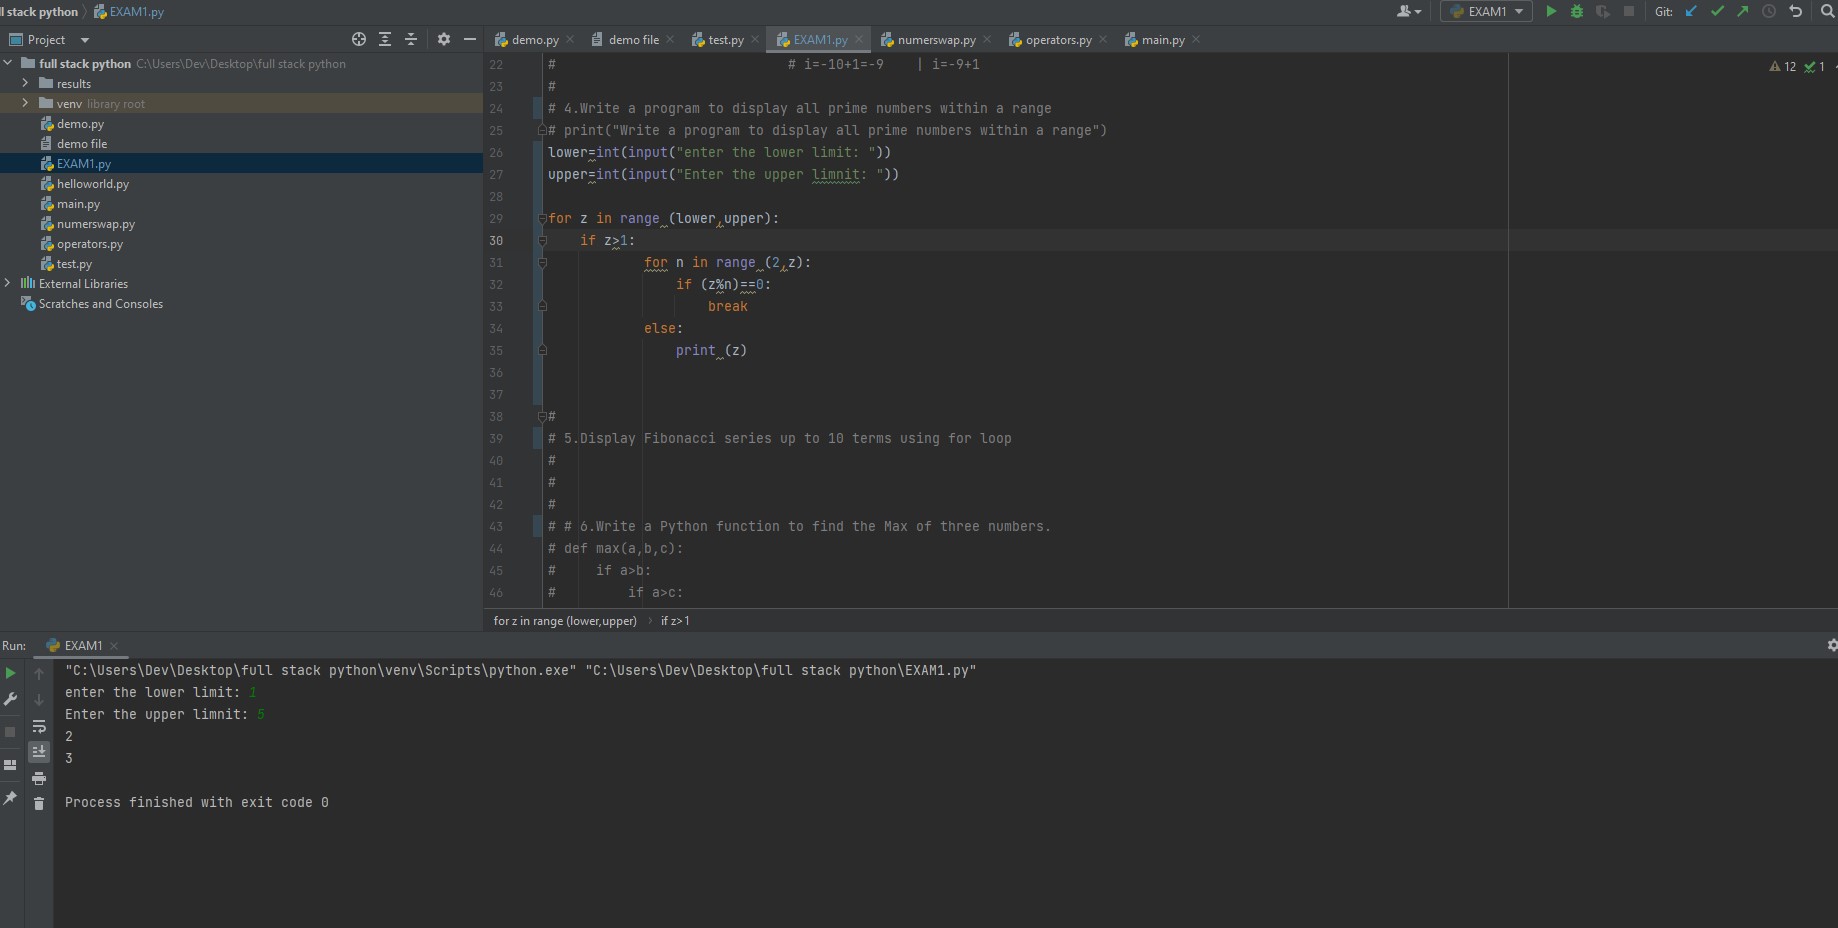 ll stack python EXAM1.py
EXAM1 Git:
Project
demo.py demo file test.py EXAM1.py numerswap.py operators.py main.py
full stack python C:\Users\Dev\Desktop\full stack python
results
venv library root
demo.py
demo file
EXAM1.py
helloworld.py
main.py
numerswap.py
operators.py
test.py
External Libraries
Scratches and Consoles
12 1
22 # # i=-10+1=-9 | i=-9+1
23 #
24 # 4.Write a program to display all prime numbers within a range
25 # print("Write a program to display all prime numbers within a range")
26 lower=int(input("enter the lower limit: "))
27 upper=int(input("Enter the upper limnit: "))
28
29 for z in range (lower,upper):
30 if z>1:
31 for n in range (2,z):
32 if (z%n)==0:
33 break
34 else:
35 print (z)
36
37
38 #
39 # 5.Display Fibonacci series up to 10 terms using for loop
40 #
41 #
42 #
43 # # 6.Write a Python function to find the Max of three numbers.
44 # def max(a,b,c):
45 # if a>b:
46 # if a>c:
for z in range (lower,upper) › if z>1
Run: EXAM1
"C:\Users\Dev\Desktop\full stack python\venv\Scripts\python.exe" "C:\Users\Dev\Desktop\full stack python\EXAM1.py"
enter the lower limit: 1
Enter the upper limnit: 5
2
3
Process finished with exit code 0